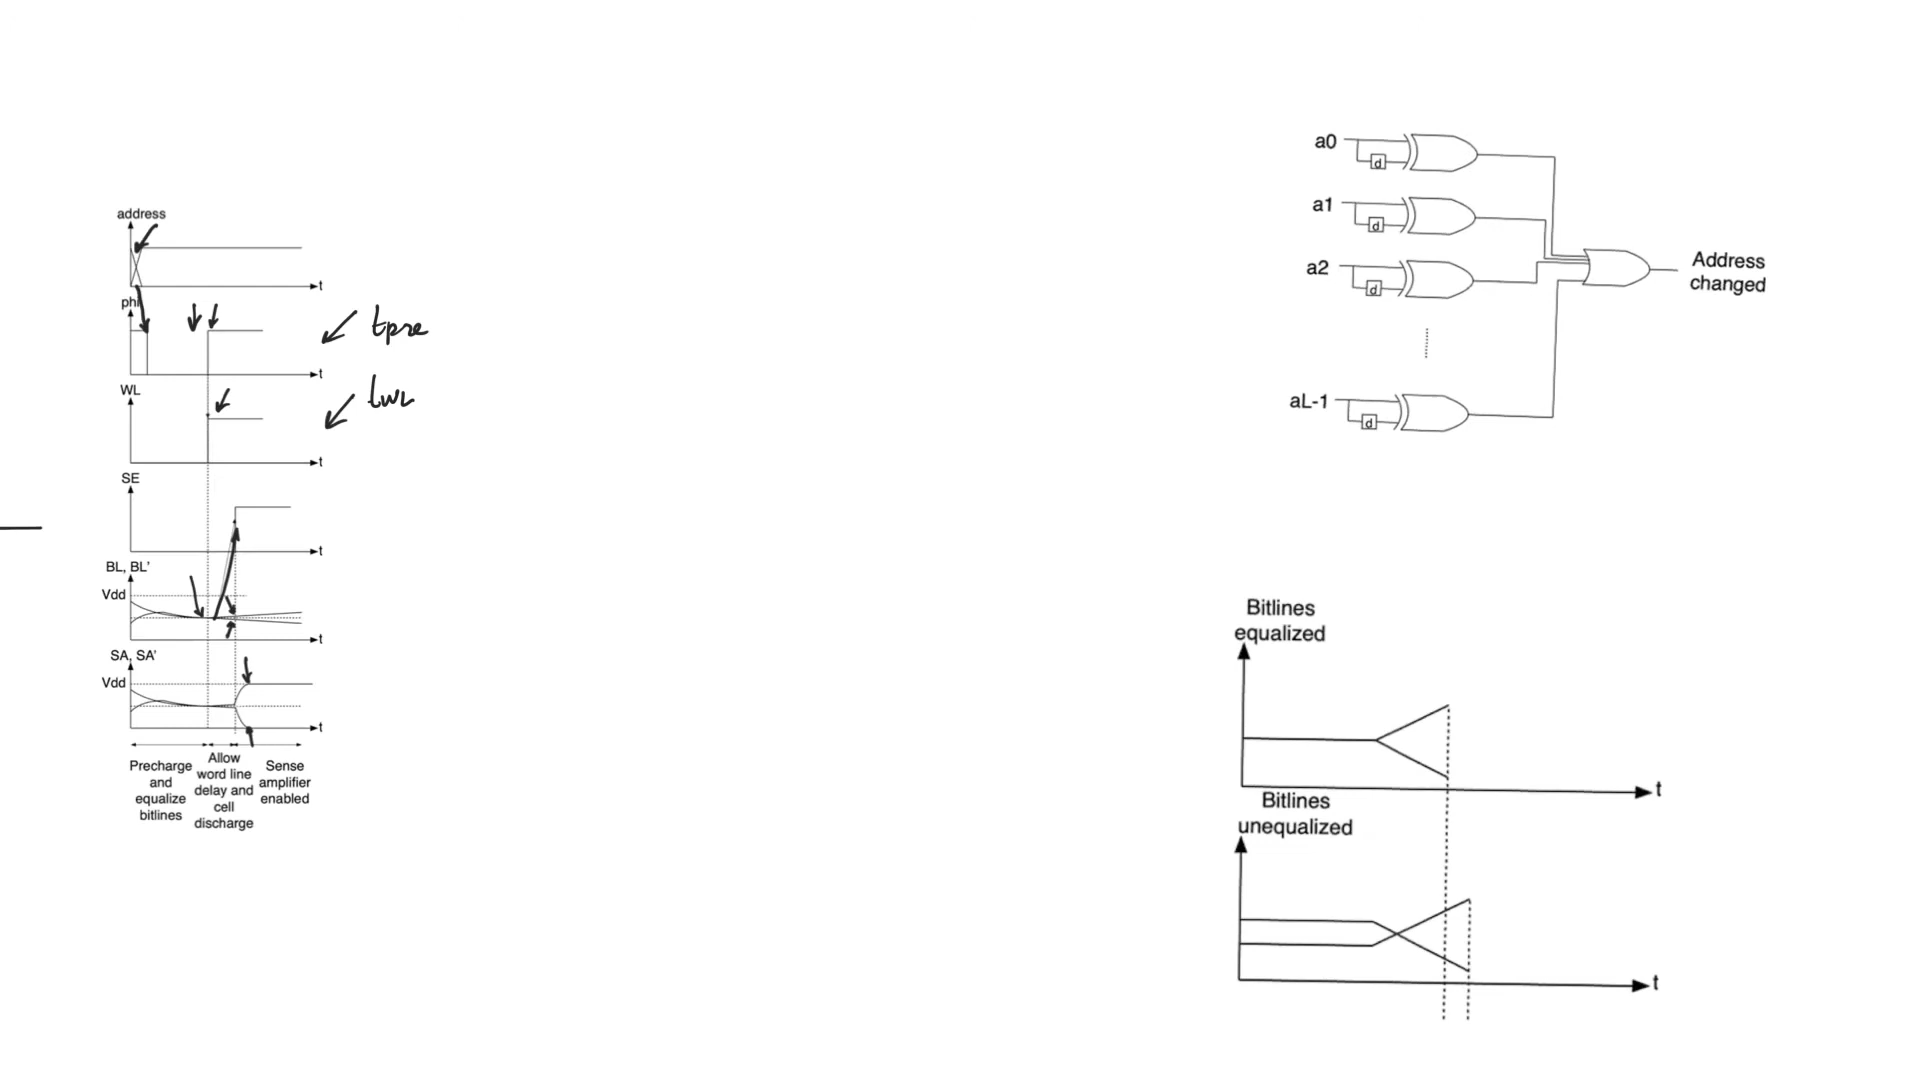 address
t
phi
tpre
t
WL
twL
t
SE
t
BL, BL'
Vdd
t
SA, SA'
Vdd
t
Precharge
and
equalize
bitlines
Allow
word line
delay and
cell
discharge
Sense
amplifier
enabled
a0
d
a1
d
a2
d
aL-1
d
Address
changed
Bitlines
equalized
t
Bitlines
unequalized
t